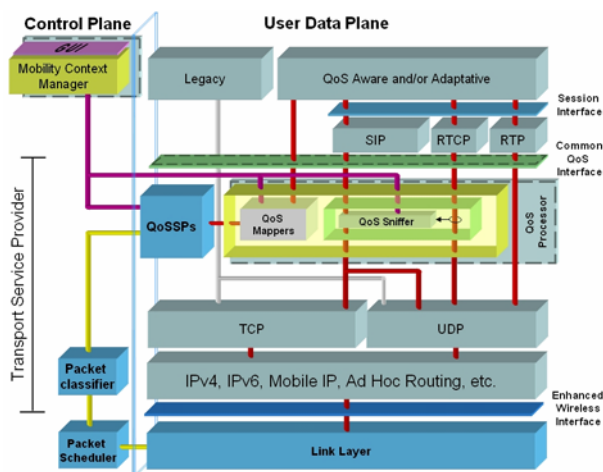 Control Plane
User Data Plane
GUI
Mobility Context
Manager
Legacy
QoS Aware and/or Adaptative
Session
Interface
SIP
RTCP
RTP
Common
QoS
Interface
Transport Service Provider
QoSSPs
QoS
Mappers
QoS Sniffer
QoS
Processor
TCP
UDP
Packet
classifier
IPv4, IPv6, Mobile IP, Ad Hoc Routing, etc.
Enhanced
Wireless
Interface
Packet
Scheduler
Link Layer